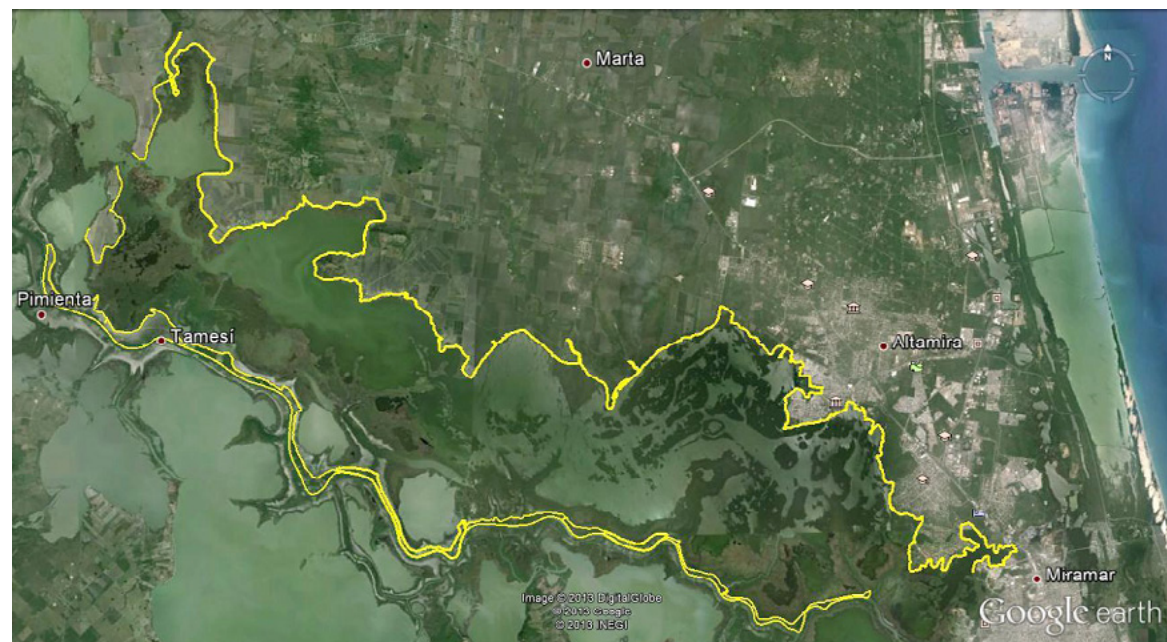 N
Marta
Pimienta
Tamesí
Altamira
Miramar
Image © 2013 DigitalGlobe
© 2013 Google
© 2013 INEGI
Google earth